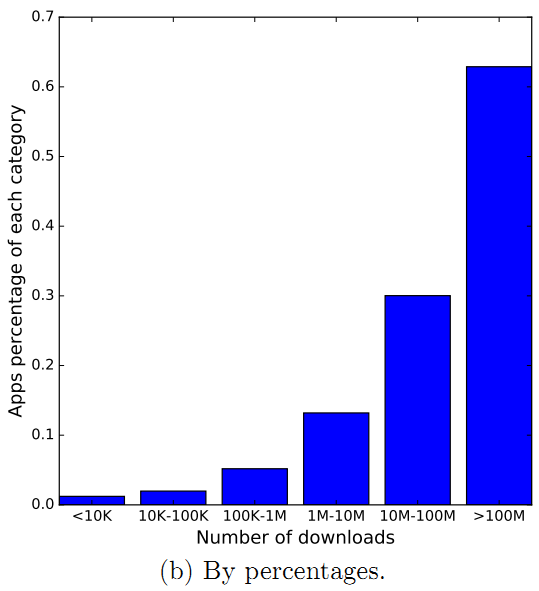 0.7
0.6
0.5
0.4
0.3
0.2
0.1
0.0
Apps percentage of each category
<10K 10K-100K 100K-1M 1M-10M 10M-100M >100M
Number of downloads
(b) By percentages.